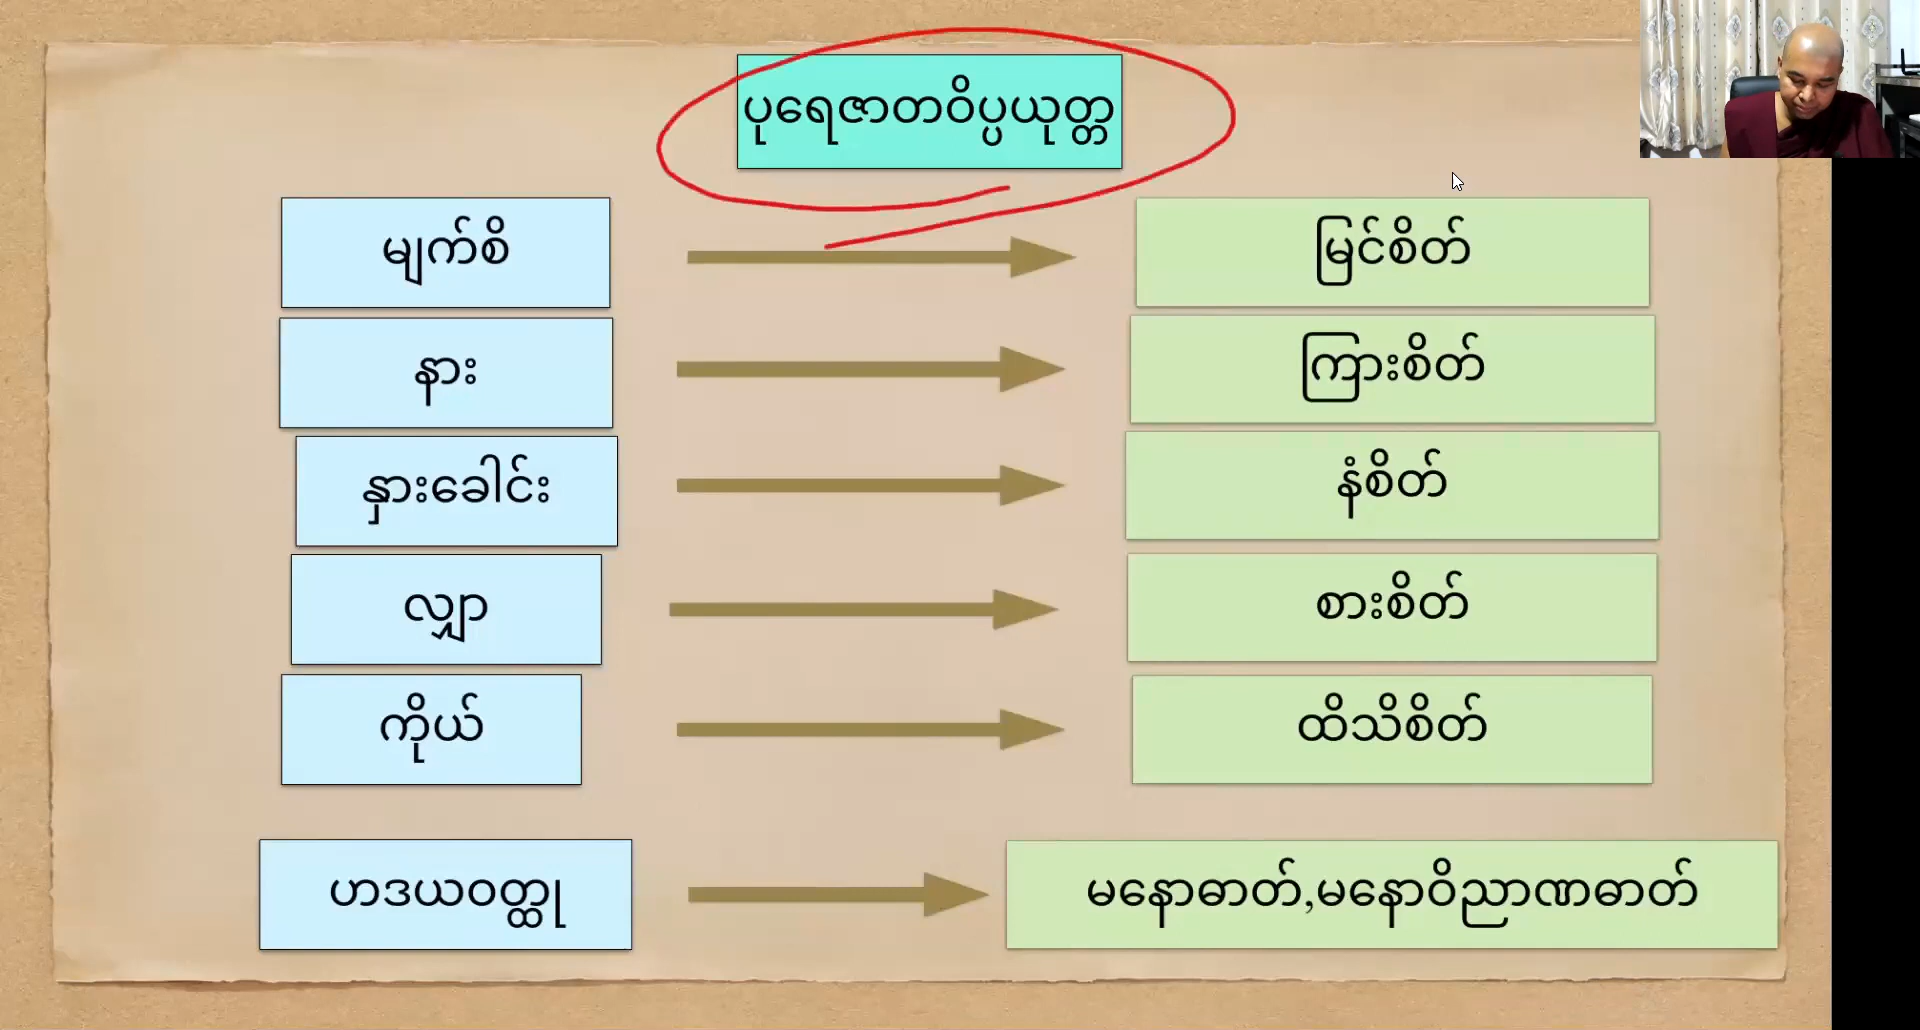 ပုရေဇာတဝိပ္ပယုတ္တ
မျက်စိ
မြင်စိတ်
နား
ကြားစိတ်
နှားခေါင်း
နံစိတ်
လျှာ
စားစိတ်
ကိုယ်
ထိသိစိတ်
ဟဒယဝတ္ထု
မနောဓာတ်,မနောဝိညာဏဓာတ်